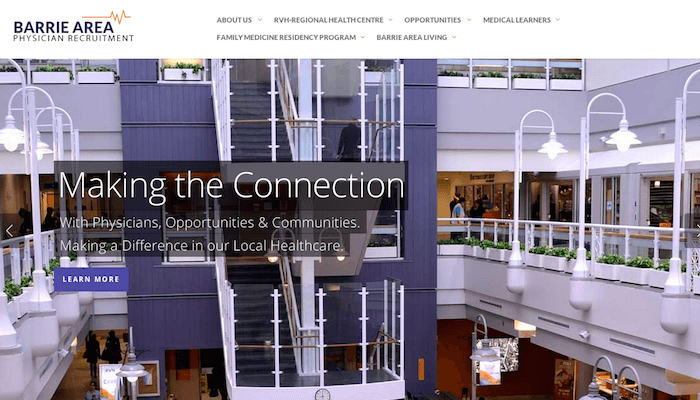 BARRIE AREA
PHYSICIAN RECRUITMENT
ABOUT US
RVH-REGIONAL HEALTH CENTRE
OPPORTUNITIES
MEDICAL LEARNERS
FAMILY MEDICINE RESIDENCY PROGRAM
BARRIE AREA LIVING
Making the Connection
With Physicians, Opportunities & Communities.
Making a Difference in our Local Healthcare.
LEARN MORE